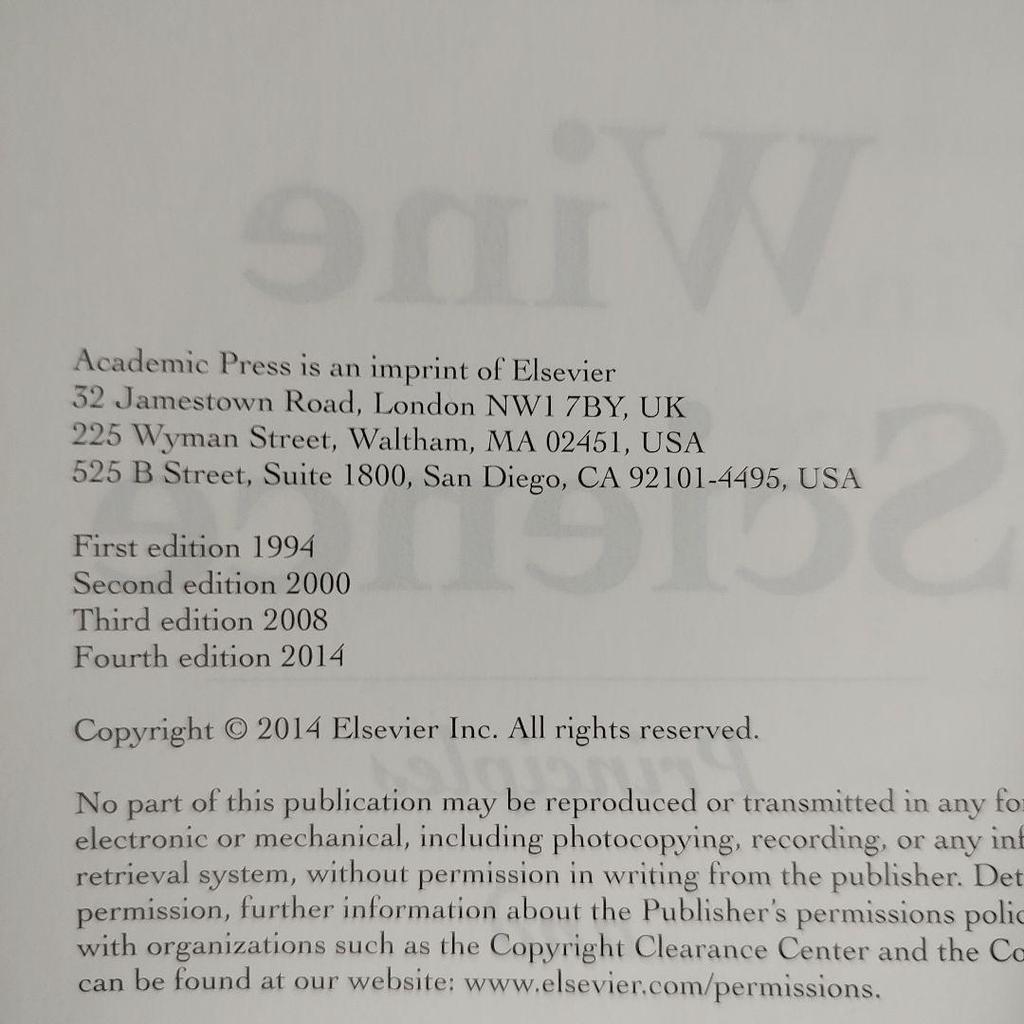 Wine
Science
Principles
Academic Press is an imprint of Elsevier
32 Jamestown Road, London NW1 7BY, UK
225 Wyman Street, Waltham, MA 02451, USA
525 B Street, Suite 1800, San Diego, CA 92101-4495, USA
First edition 1994
Second edition 2000
Third edition 2008
Fourth edition 2014
Copyright © 2014 Elsevier Inc. All rights reserved.
No part of this publication may be reproduced or transmitted in any
electronic or mechanical, including photocopying, recording, or any
retrieval system, without permission in writing from the publisher.
permission, further information about the Publisher's permissions
with organizations such as the Copyright Clearance Center and the
can be found at our website: www.elsevier.com/permissions.